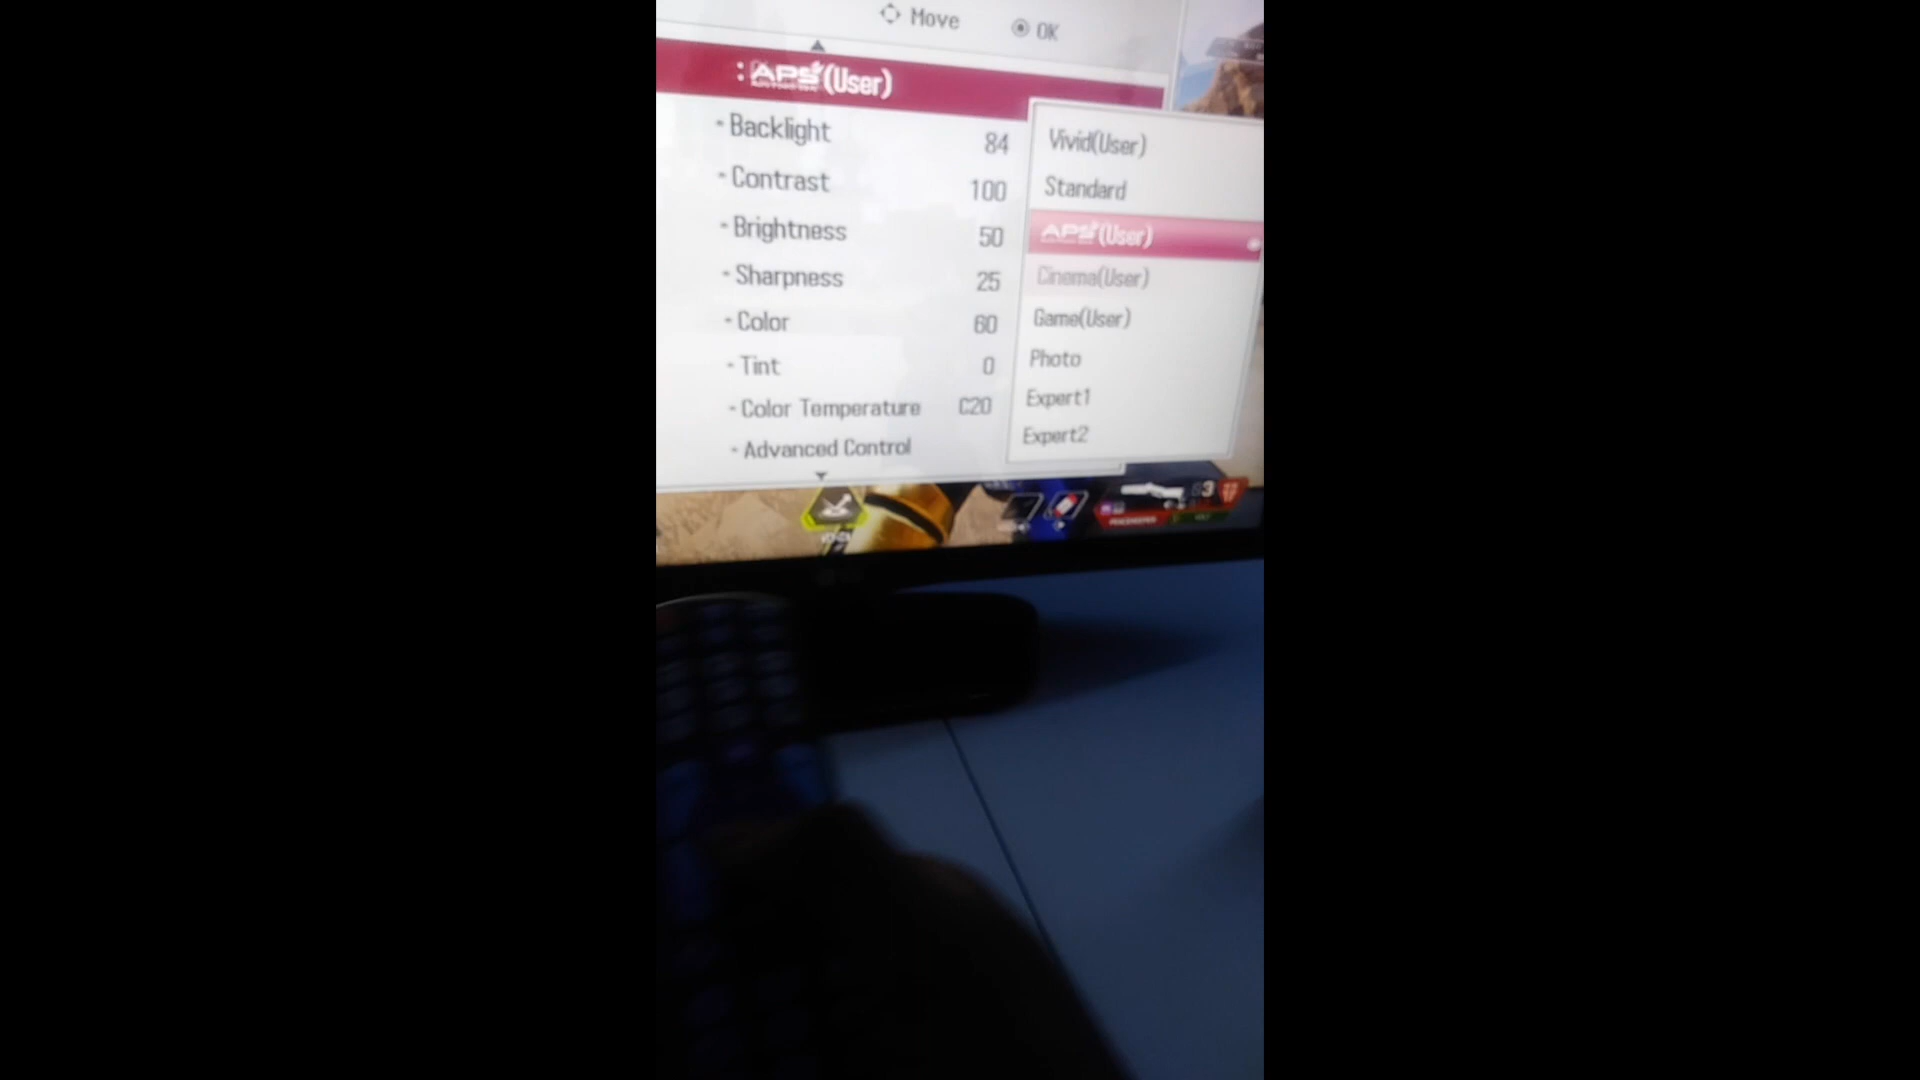 Move OK
: APS(User)
- Backlight 84
- Contrast 100
- Brightness 50
- Sharpness 25
- Color 60
- Tint 0
- Color Temperature C20
- Advanced Control
Vivid(User)
Standard
APS(User)
Cinema(User)
Game(User)
Photo
Expert1
Expert2